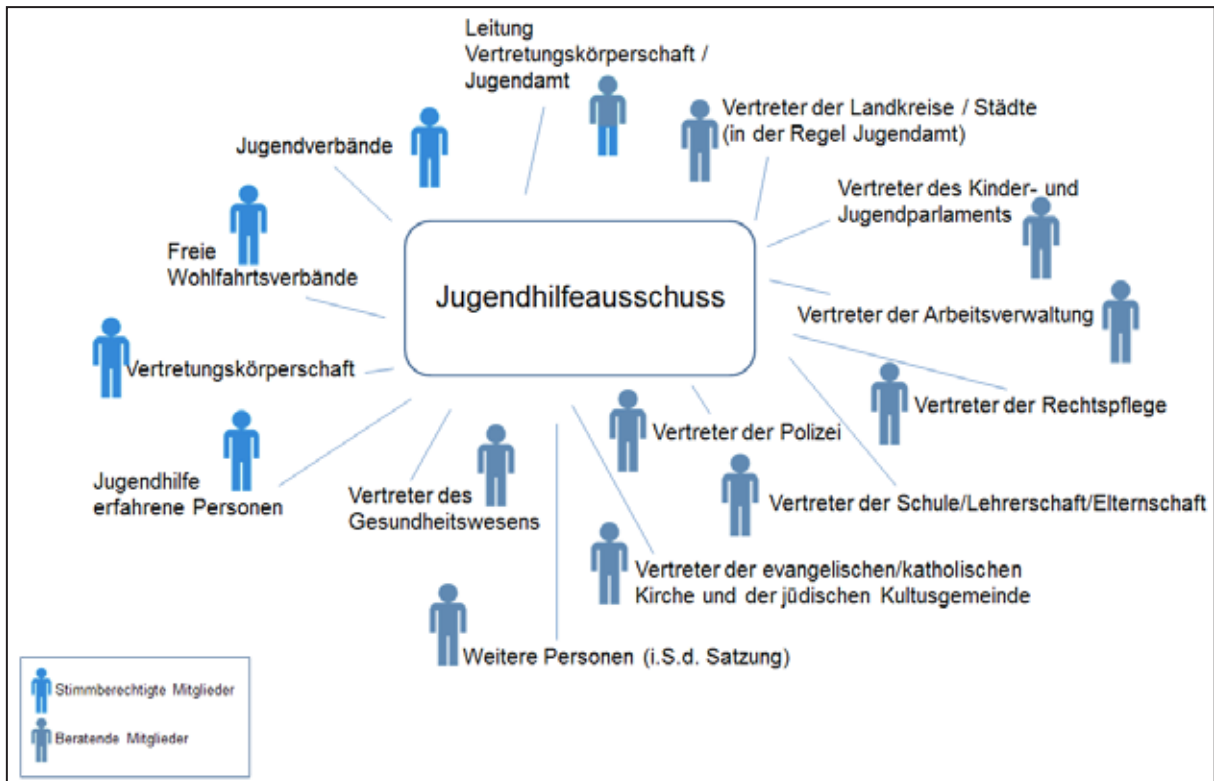 Leitung
Vertretungskörperschaft /
Jugendamt
Vertreter der Landkreise / Städte
(in der Regel Jugendamt)
Jugendverbände
Vertreter des Kinder- und
Jugendparlaments
Freie
Wohlfahrtsverbände
Jugendhilfeausschuss
Vertreter der Arbeitsverwaltung
Vertretungskörperschaft
Vertreter der Rechtspflege
Vertreter der Polizei
Jugendhilfe
erfahrene Personen
Vertreter des
Gesundheitswesens
Vertreter der Schule/Lehrerschaft/Elternschaft
Vertreter der evangelischen/katholischen
Kirche und der jüdischen Kultusgemeinde
Weitere Personen (i.S.d. Satzung)
Stimmberechtigte Mitglieder
Beratende Mitglieder